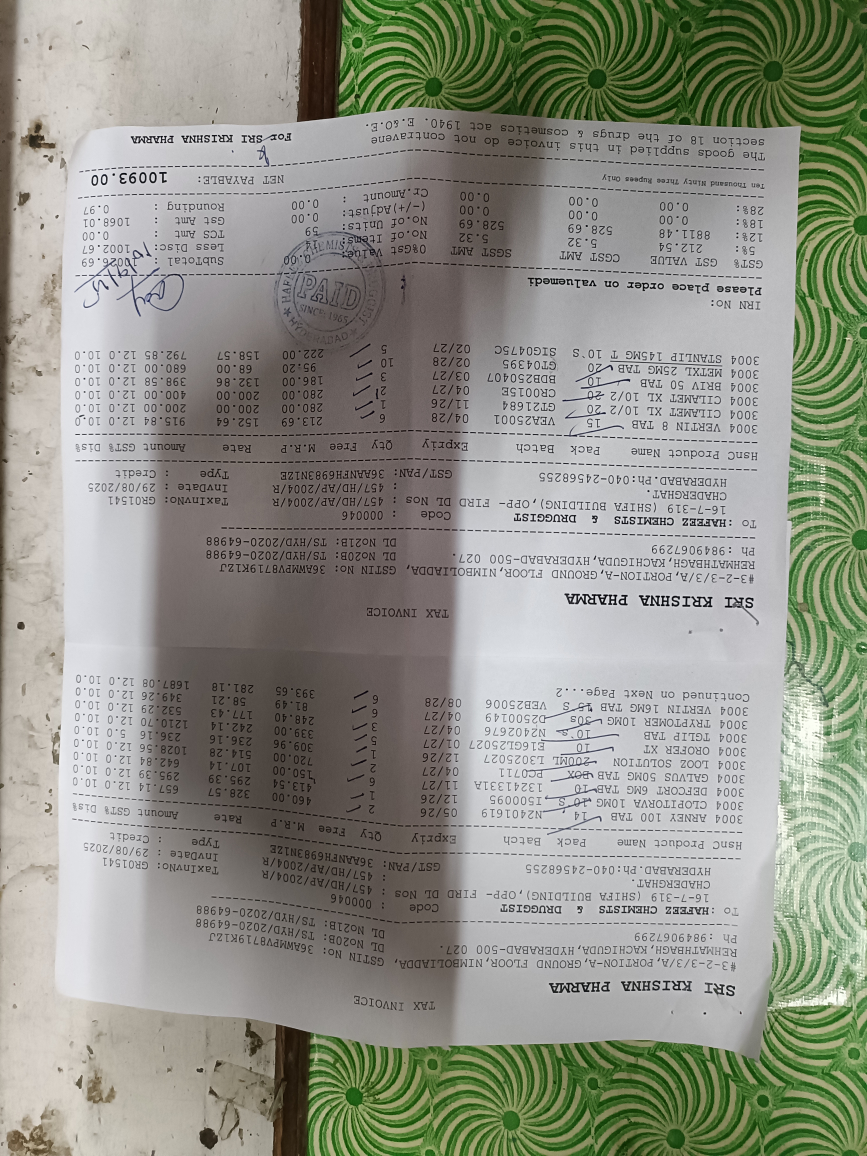 TAX INVOICE
SRI KRISHNA PHARMA
#3-2-3/3/A, PORTION-A, GROUND FLOOR, NIMBOLIADDA, GSTIN No: 36AWMPV8719K1ZJ
REHMATHBAGH, KACHIGUDA, HYDERABAD-500 027. DL No20B: TS/HYD/2020-64988
Ph :9849067299 DL No21B: TS/HYD/2020-64988
To: HAFEEZ CHEMISTS & DRUGGIST Code : 000046
16-7-319 (SHIFA BUILDING), OPP- FIRD DL Nos : 457/HD/AP/2004/R TaxInvNo: GR01541
CHADERGHAT. : 457/HD/AP/2004/R InvDate : 29/08/2025
HYDERABAD.Ph:040-24568255 GST/PAN: 36AANFH6983N1ZE Type : Credit
HsnC Product Name Pack Batch Expriy Qty Free M.R.P Rate Amount GST% Dis%
3004 ARNEY 100 TAB 14 N2401619 05/26 2 460.00 328.57 657.14 12.0 10.0
3004 CLOPITORVA 10MG 10`S I500095 12/26 1 413.54 295.39 295.39 12.0 10.0
3004 DEFCORT 6MG TAB 10 13241331A 11/27 6 150.00 107.14 642.84 12.0 10.0
3004 GALVUS 50MG TAB BOX PC0711 04/27 2 720.00 514.28 1028.56 12.0 10.0
3004 LOOZ SOLUTION 200ML L3025027 12/26 1 309.96 236.16 236.16 5.0 10.0
3004 OROFER XT 10 E16GL25027 01/27 5 339.00 242.14 1210.70 12.0 10.0
3004 TGLIP TAB 10`s N2402676 04/27 3 248.40 177.43 532.29 12.0 10.0
3004 TRYPTOMER 10MG 30s D250149 04/27 6 81.49 58.21 349.26 12.0 10.0
3004 VERTIN 16MG TAB 15`S VEB25006 08/28 6 393.65 281.18 1687.08 12.0 10.0
Continued on Next Page...2
TAX INVOICE
SRI KRISHNA PHARMA
#3-2-3/3/A, PORTION-A, GROUND FLOOR, NIMBOLIADDA, GSTIN No: 36AWMPV8719K1ZJ
REHMATHBAGH, KACHIGUDA, HYDERABAD-500 027. DL No20B: TS/HYD/2020-64988
Ph :9849067299 DL No21B: TS/HYD/2020-64988
To: HAFEEZ CHEMISTS & DRUGGIST Code : 000046
16-7-319 (SHIFA BUILDING), OPP- FIRD DL Nos : 457/HD/AP/2004/R TaxInvNo: GR01541
CHADERGHAT. : 457/HD/AP/2004/R InvDate : 29/08/2025
HYDERABAD.Ph:040-24568255 GST/PAN: 36AANFH6983N1ZE Type : Credit
HsnC Product Name Pack Batch Expriy Qty Free M.R.P Rate Amount GST% Dis%
3004 VERTIN 8 TAB 15 VEA25001 04/28 6 213.69 152.64 915.84 12.0 10.0
3004 CILAMET XL 10/2 20 GTZ1684 11/26 1 280.00 200.00 200.00 12.0 10.0
3004 CILAMET XL 10/2 20 CR0015E 04/27 2 280.00 200.00 400.00 12.0 10.0
3004 BRIV 50 TAB 10 BDB250407 03/27 3 186.00 132.86 398.58 12.0 10.0
3004 METXL 25MG TAB 20 GT04395 02/28 10 95.20 68.00 680.00 12.0 10.0
3004 STANLIP 145MG T 10`S SIG0475C 02/27 5 222.00 158.57 792.85 12.0 10.0
IRN No:
Please place order on valuemedi
GST% GST VALUE CGST AMT SGST AMT 0%Gst Value: 0.00 SubTotal : 10026.69
5%: 212.54 5.32 5.32 No.of Items: 14 Less Disc: 1002.67
12%: 8811.48 528.69 528.69 No.of Units: 59 TCS Amt : 0.00
18%: 0.00 0.00 0.00 (-/+)Adjust: 0.00 Gst Amt : 1068.01
28%: 0.00 0.00 0.00 Cr.Amount : 0.00 Rounding : 0.97
Ten Thousand Ninty Three Rupees Only NET PAYABLE: 10093.00
The goods supplied in this invoice do not contravene
section 18 of the drugs & cosmetics act 1940. E.&O.E. For SRI KRISHNA PHARMA
PAID
SINCE: 1965
HYDERABAD